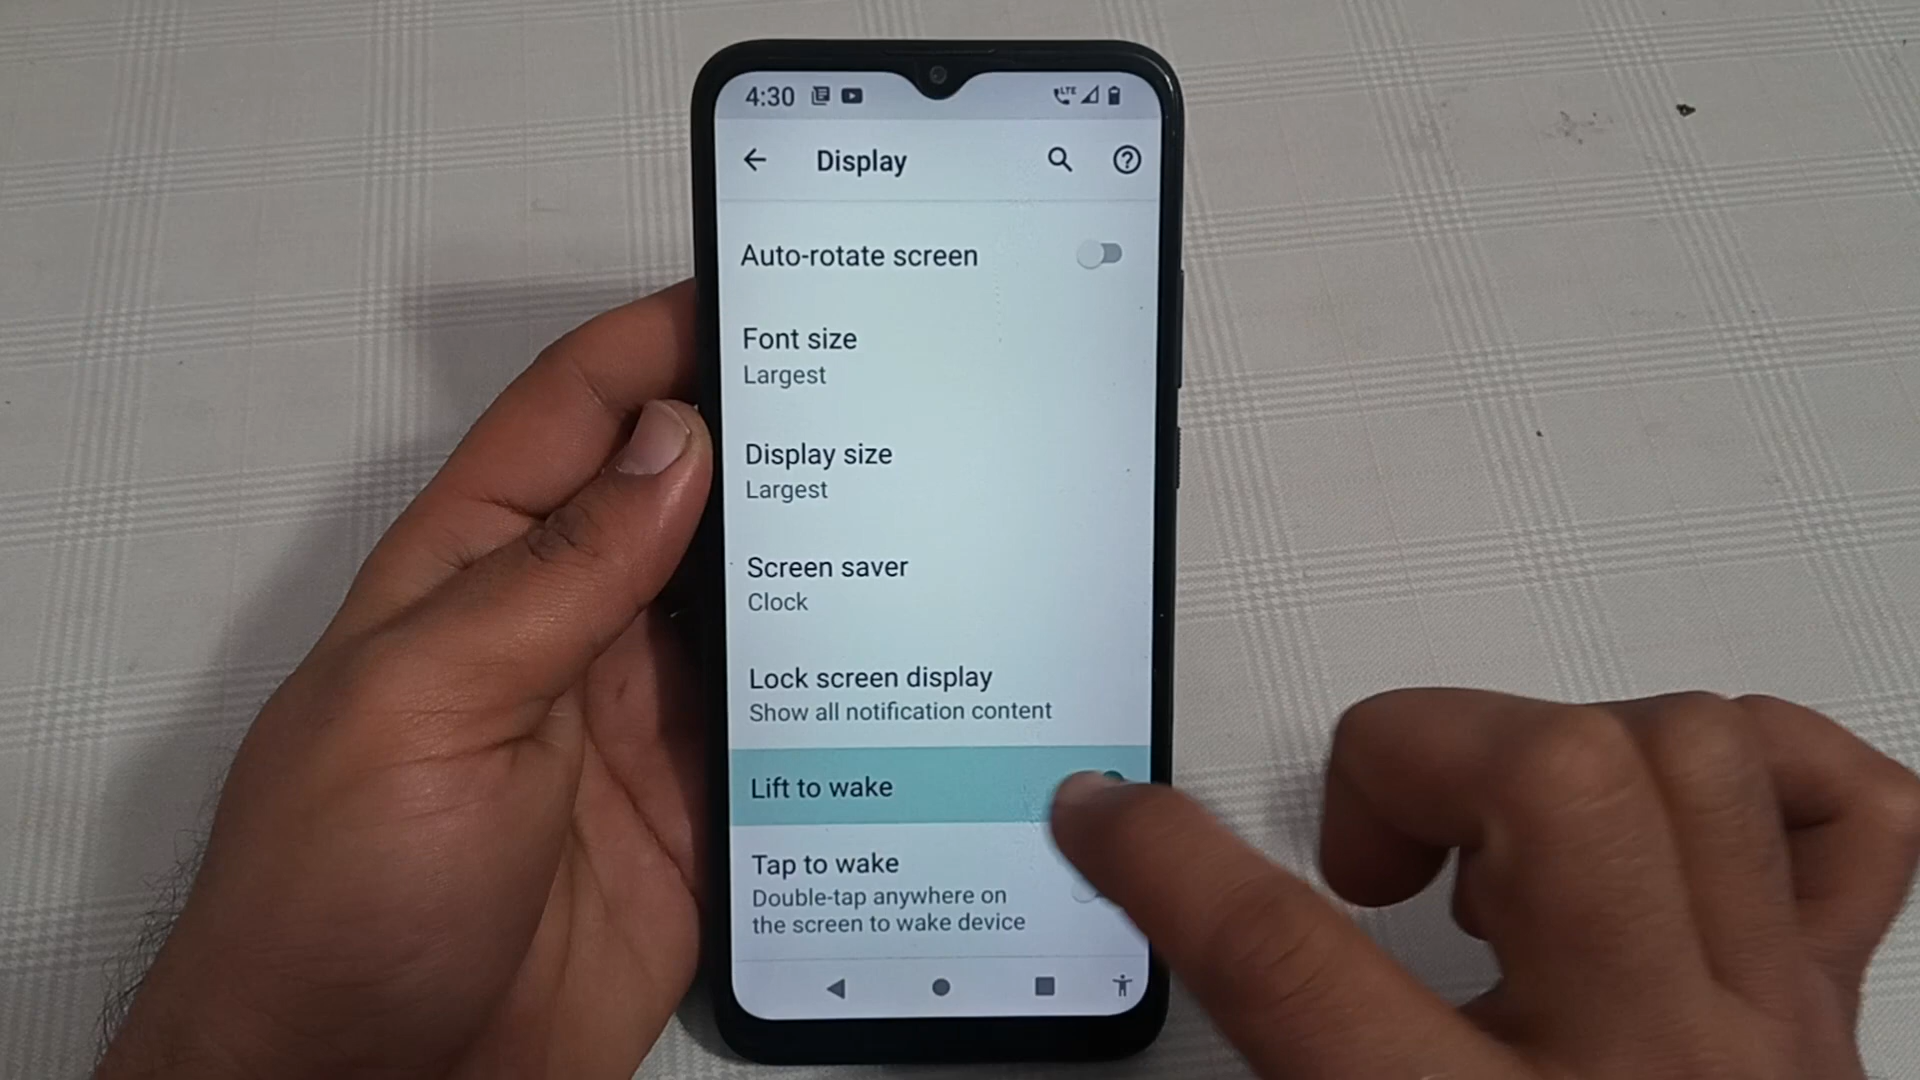 4:30 LTE
Display
Auto-rotate screen
Font size
Largest
Display size
Largest
Screen saver
Clock
Lock screen display
Show all notification content
Lift to wake
Tap to wake
Double-tap anywhere on
the screen to wake device